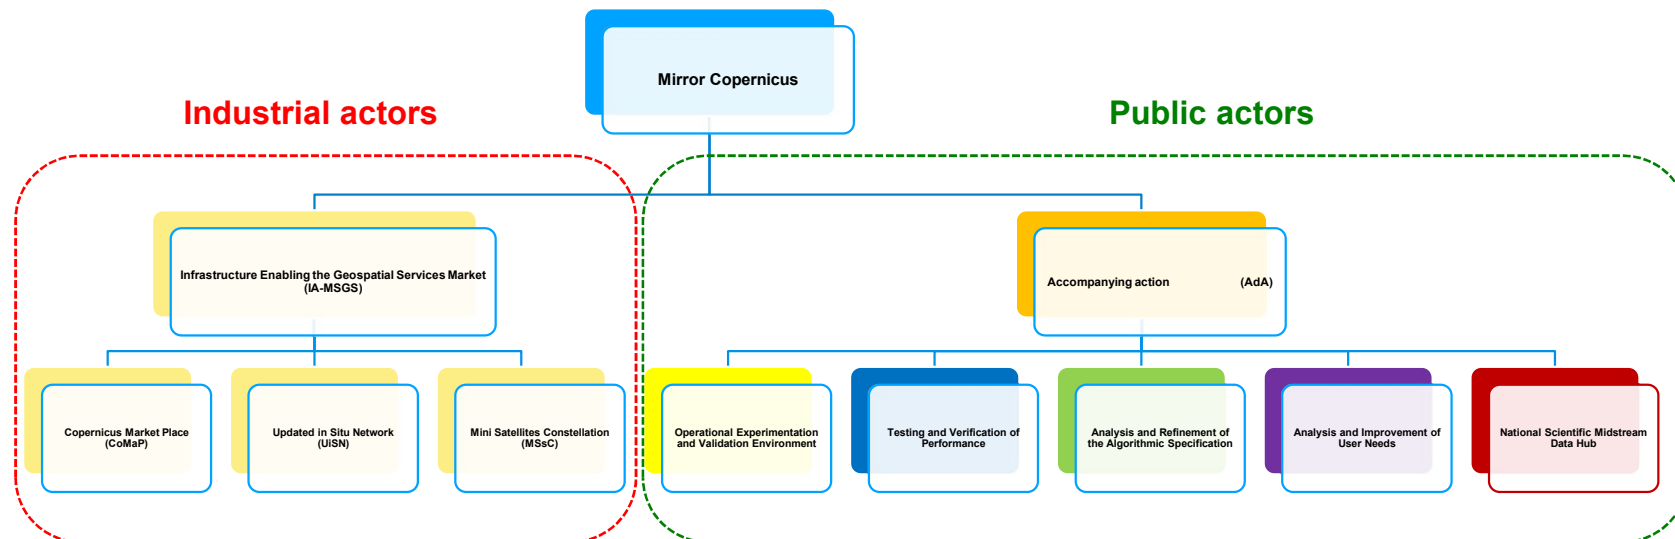 Mirror Copernicus
Industrial actors
Public actors
Infrastructure Enabling the Geospatial Services Market
(IA-MSGS)
Accompanying action (AdA)
Copernicus Market Place
(CoMaP)
Updated in Situ Network
(UiSN)
Mini Satellites Constellation
(MSsC)
Operational Experimentation
and Validation Environment
Testing and Verification of
Performance
Analysis and Refinement of
the Algorithmic Specification
Analysis and Improvement of
User Needs
National Scientific Midstream
Data Hub